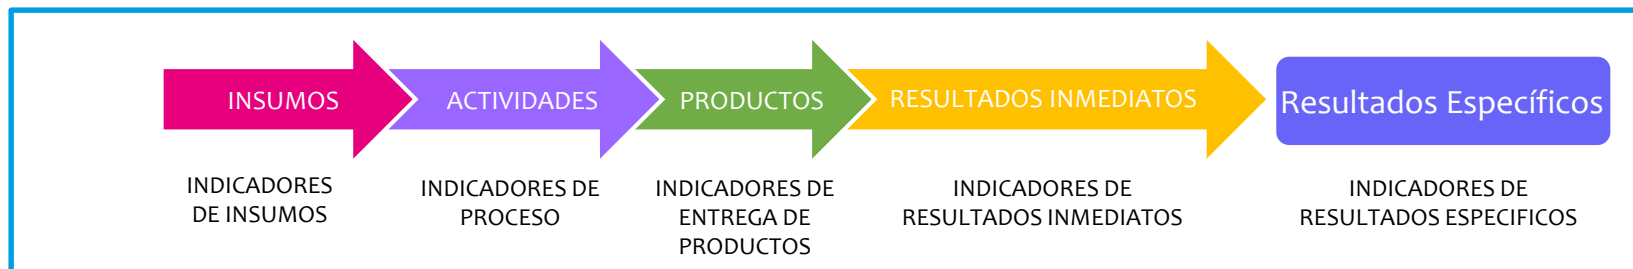 INSUMOS
ACTIVIDADES
PRODUCTOS
RESULTADOS INMEDIATOS
Resultados Específicos
INDICADORES
DE INSUMOS
INDICADORES DE
PROCESO
INDICADORES DE
ENTREGA DE
PRODUCTOS
INDICADORES DE
RESULTADOS INMEDIATOS
INDICADORES DE
RESULTADOS ESPECIFICOS